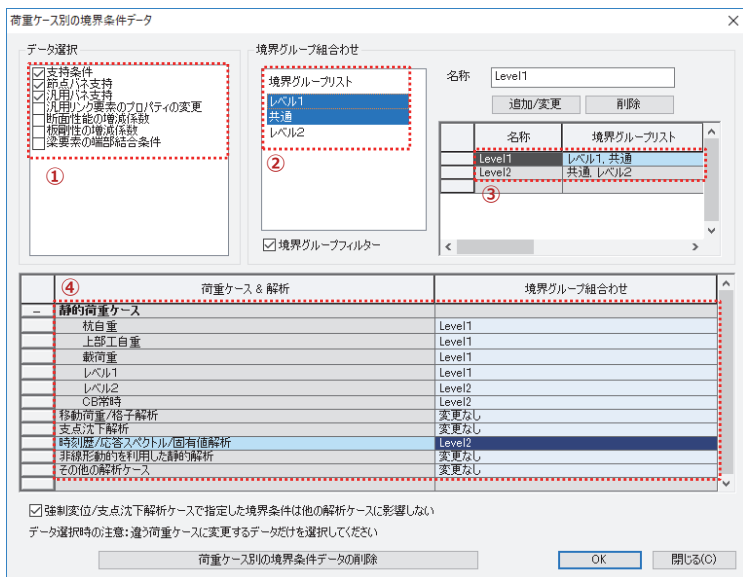 荷重ケース別の境界条件データ
データ選択
支持条件
節点バネ支持
汎用バネ支持
汎用リンク要素のプロパティの変更
断面性能の増減係数
板剛性の増減係数
梁要素の端部結合条件
①
境界グループ組合わせ
境界グループリスト
レベル1
共通
レベル2
②
境界グループフィルター
名称 Level1
追加/変更 削除
名称 境界グループリスト
Level1 レベル1, 共通
Level2 共通, レベル2
③
④ 荷重ケース & 解析 境界グループ組合わせ
静的荷重ケース
杭自重 Level1
上部工自重 Level1
載荷重 Level1
レベル1 Level1
レベル2 Level2
CB常時 Level2
移動荷重/格子解析 変更なし
支点沈下解析 変更なし
時刻歴/応答スペクトル/固有値解析 Level2
非線形動的を利用した静的解析 変更なし
その他の解析ケース 変更なし
強制変位/支点沈下解析ケースで指定した境界条件は他の解析ケースに影響しない
データ選択時の注意: 違う荷重ケースに変更するデータだけを選択してください
荷重ケース別の境界条件データの削除 OK 閉じる(C)